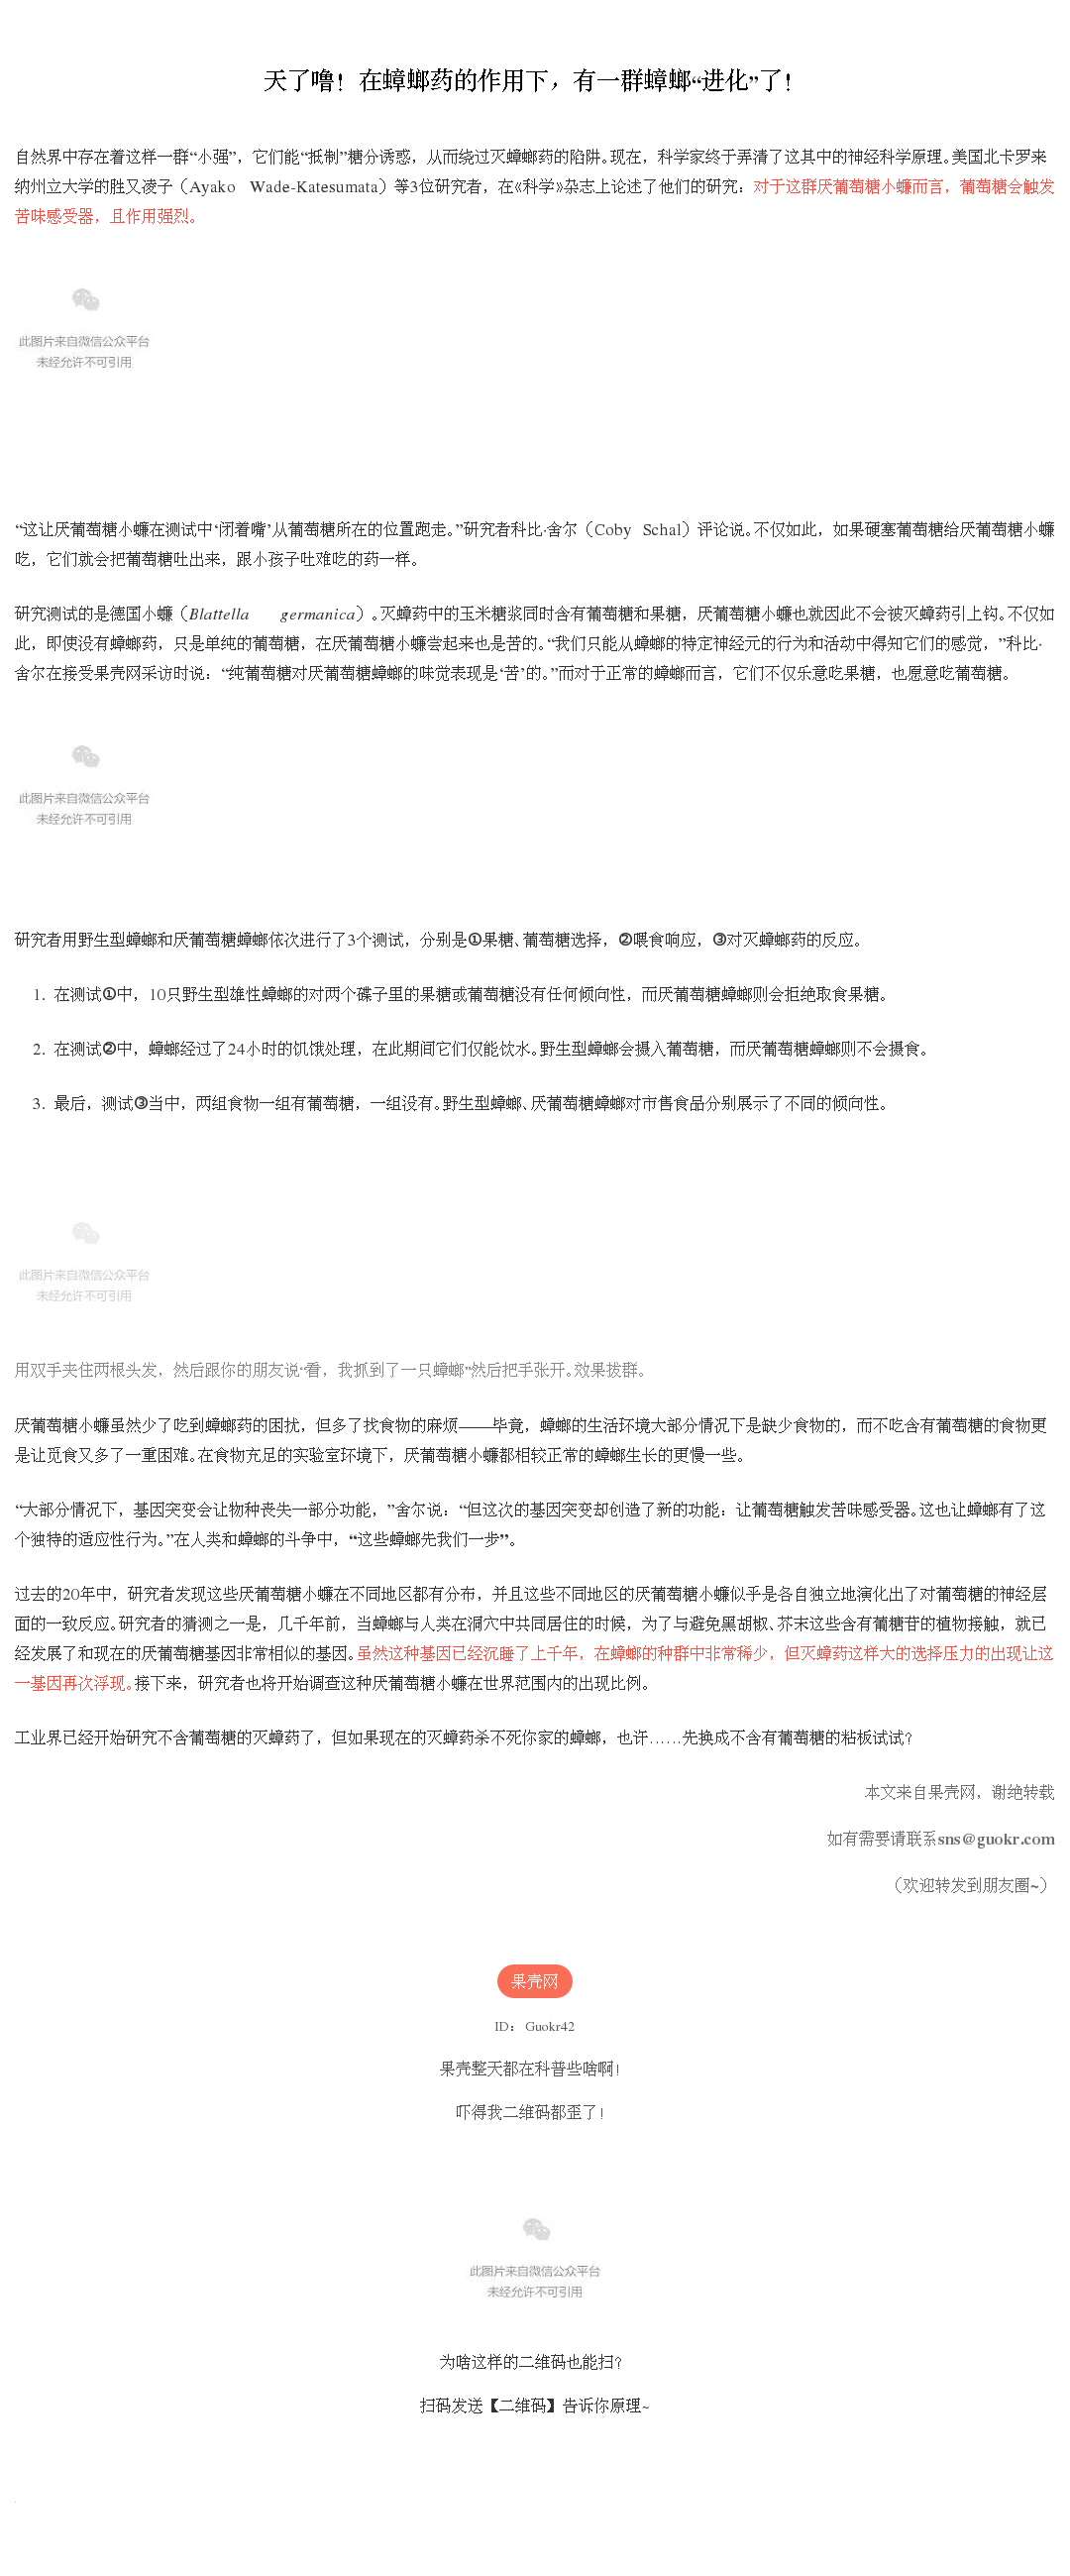 天了噜！在蟑螂药的作用下，有一群蟑螂“进化”了！
自然界中存在着这样一群“小强”，它们能“抵制”糖分诱惑，从而绕过灭蟑螂药的陷阱。现在，科学家终于弄清了这其中的神经科学原理。美国北卡罗来
纳州立大学的胜又凌子（Ayako Wade-Katesumata）等3位研究者，在《科学》杂志上论述了他们的研究：对于这群厌葡萄糖小蠊而言，葡萄糖会触发
苦味感受器，且作用强烈。
此图片来自微信公众平台
未经允许不可引用
“这让厌葡萄糖小蠊在测试中‘闭着嘴’从葡萄糖所在的位置跑走。”研究者科比·舍尔（Coby Schal）评论说。不仅如此，如果硬塞葡萄糖给厌葡萄糖小蠊
吃，它们就会把葡萄糖吐出来，跟小孩子吐难吃的药一样。
研究测试的是德国小蠊（Blattella germanica）。灭蟑药中的玉米糖浆同时含有葡萄糖和果糖，厌葡萄糖小蠊也就因此不会被灭蟑药引上钩。不仅如
此，即使没有蟑螂药，只是单纯的葡萄糖，在厌葡萄糖小蠊尝起来也是苦的。“我们只能从蟑螂的特定神经元的行为和活动中得知它们的感觉，”科比·
舍尔在接受果壳网采访时说：“纯葡萄糖对厌葡萄糖蟑螂的味觉表现是‘苦’的。”而对于正常的蟑螂而言，它们不仅乐意吃果糖，也愿意吃葡萄糖。
此图片来自微信公众平台
未经允许不可引用
研究者用野生型蟑螂和厌葡萄糖蟑螂依次进行了3个测试，分别是①果糖、葡萄糖选择，②喂食响应，③对灭蟑螂药的反应。
1. 在测试①中，10只野生型雄性蟑螂的对两个碟子里的果糖或葡萄糖没有任何倾向性，而厌葡萄糖蟑螂则会拒绝取食果糖。
2. 在测试②中，蟑螂经过了24小时的饥饿处理，在此期间它们仅能饮水。野生型蟑螂会摄入葡萄糖，而厌葡萄糖蟑螂则不会摄食。
3. 最后，测试③当中，两组食物一组有葡萄糖，一组没有。野生型蟑螂、厌葡萄糖蟑螂对市售食品分别展示了不同的倾向性。
此图片来自微信公众平台
未经允许不可引用
用双手夹住两根头发，然后跟你的朋友说“看，我抓到了一只蟑螂”然后把手张开。效果拔群。
厌葡萄糖小蠊虽然少了吃到蟑螂药的困扰，但多了找食物的麻烦——毕竟，蟑螂的生活环境大部分情况下是缺少食物的，而不吃含有葡萄糖的食物更
是让觅食又多了一重困难。在食物充足的实验室环境下，厌葡萄糖小蠊都相较正常的蟑螂生长的更慢一些。
“大部分情况下，基因突变会让物种丧失一部分功能，”舍尔说：“但这次的基因突变却创造了新的功能：让葡萄糖触发苦味感受器。这也让蟑螂有了这
个独特的适应性行为。”在人类和蟑螂的斗争中，“这些蟑螂先我们一步”。
过去的20年中，研究者发现这些厌葡萄糖小蠊在不同地区都有分布，并且这些不同地区的厌葡萄糖小蠊似乎是各自独立地演化出了对葡萄糖的神经层
面的一致反应。研究者的猜测之一是，几千年前，当蟑螂与人类在洞穴中共同居住的时候，为了与避免黑胡椒、芥末这些含有葡糖苷的植物接触，就已
经发展了和现在的厌葡萄糖基因非常相似的基因。虽然这种基因已经沉睡了上千年，在蟑螂的种群中非常稀少，但灭蟑药这样大的选择压力的出现让这
一基因再次浮现。接下来，研究者也将开始调查这种厌葡萄糖小蠊在世界范围内的出现比例。
工业界已经开始研究不含葡萄糖的灭蟑药了，但如果现在的灭蟑药杀不死你家的蟑螂，也许……先换成不含有葡萄糖的粘板试试？
本文来自果壳网，谢绝转载
如有需要请联系sns@guokr.com
（欢迎转发到朋友圈~）
果壳网
ID： Guokr42
果壳整天都在科普些啥啊！
吓得我二维码都歪了！
此图片来自微信公众平台
未经允许不可引用
为啥这样的二维码也能扫？
扫码发送【二维码】告诉你原理~